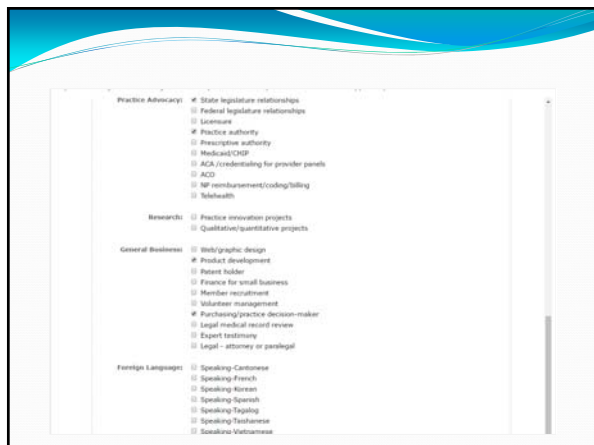 Practice Advocacy: State legislature relationships
Federal legislature relationships
Licensure
Practice authority
Prescriptive authority
Medicaid/CHIP
ACA /credentialing for provider panels
ACO
NP reimbursement/coding/billing
Telehealth
Research: Practice innovation projects
Qualitative/quantitative projects
General Business: Web/graphic design
Product development
Patent holder
Finance for small business
Member recruitment
Volunteer management
Purchasing/practice decision-maker
Legal medical record review
Expert testimony
Legal - attorney or paralegal
Foreign Language: Speaking-Cantonese
Speaking-French
Speaking-Korean
Speaking-Spanish
Speaking-Tagalog
Speaking-Taishanese
Speaking-Vietnamese